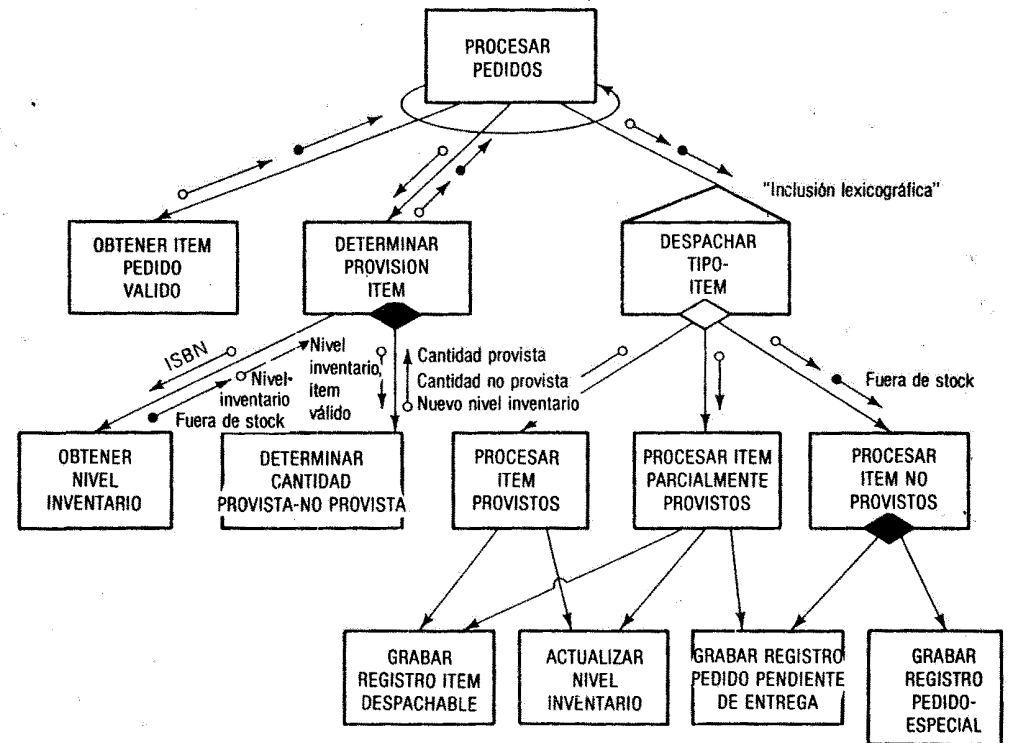 PROCESAR
PEDIDOS
"Inclusión lexicográfica"
OBTENER ITEM
PEDIDO
VALIDO
DETERMINAR
PROVISION
ITEM
DESPACHAR
TIPO-
ITEM
ISBN
Nivel-
inventario
Fuera de stock
Nivel
inventario,
item
válido
Cantidad provista
Cantidad no provista
Nuevo nivel inventario
Fuera de stock
OBTENER
NIVEL
INVENTARIO
DETERMINAR
CANTIDAD
PROVISTA-NO PROVISTA
PROCESAR
ITEM
PROVISTOS
PROCESAR ITEM
PARCIALMENTE
PROVISTOS
PROCESAR
ITEM NO
PROVISTOS
GRABAR
REGISTRO ITEM
DESPACHABLE
ACTUALIZAR
NIVEL
INVENTARIO
GRABAR REGISTRO
PEDIDO PENDIENTE
DE ENTREGA
GRABAR
REGISTRO
PEDIDO-
ESPECIAL